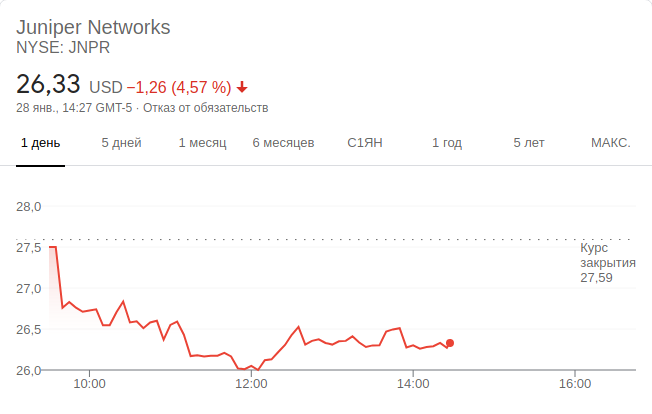 Juniper Networks
NYSE: JNPR
26,33 USD −1,26 (4,57 %)
28 янв., 14:27 GMT-5 · Отказ от обязательств
1 день 5 дней 1 месяц 6 месяцев С1ЯН 1 год 5 лет МАКС.
28,0
27,5
Курс
закрытия
27,59
27,0
26,5
26,0
10:00 12:00 14:00 16:00